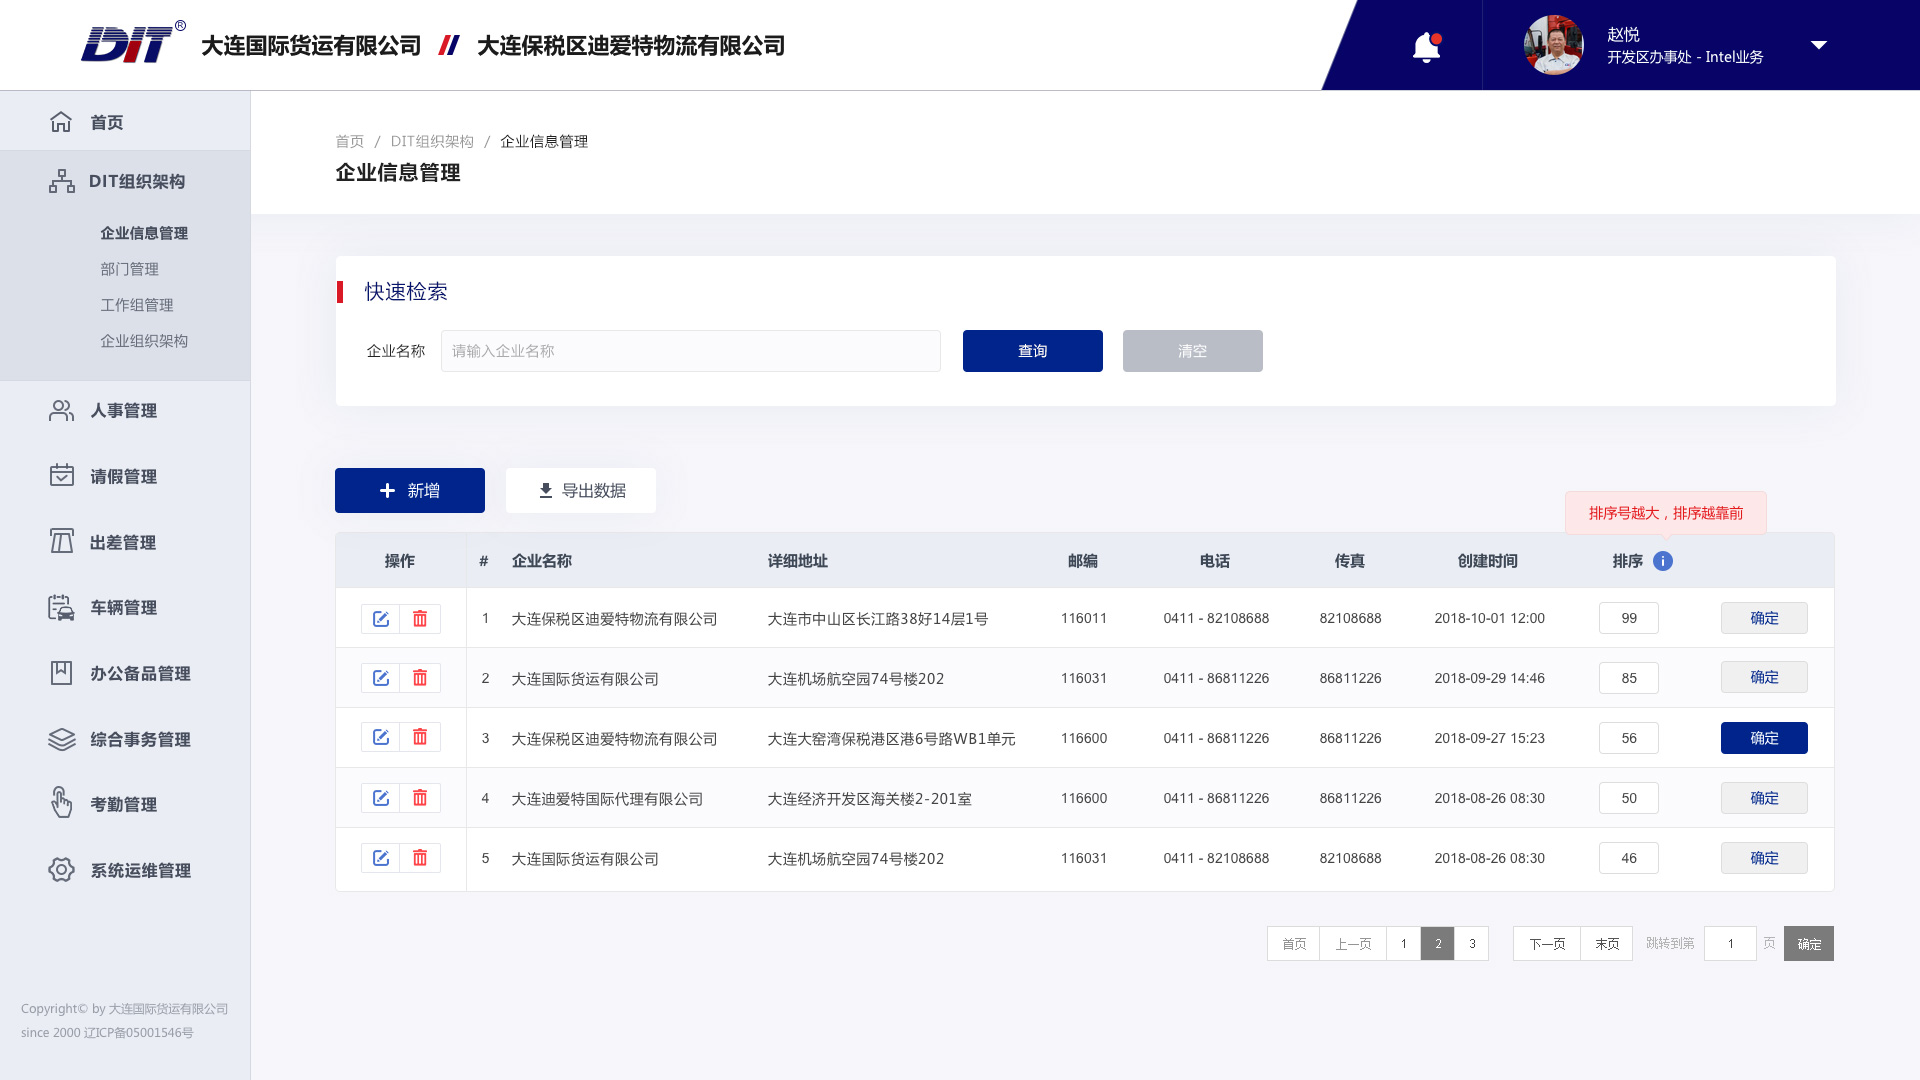 DIT® 大连国际货运有限公司 // 大连保税区迪爱特物流有限公司
赵悦
开发区办事处 - Intel业务
首页
DIT组织架构
企业信息管理
部门管理
工作组管理
企业组织架构
人事管理
请假管理
出差管理
车辆管理
办公备品管理
综合事务管理
考勤管理
系统运维管理
Copyright© by 大连国际货运有限公司
since 2000 辽ICP备05001546号
首页 / DIT组织架构 / 企业信息管理
企业信息管理
快速检索
企业名称 请输入企业名称 查询 清空
新增 导出数据
排序号越大，排序越靠前
操作 # 企业名称 详细地址 邮编 电话 传真 创建时间 排序 i
1 大连保税区迪爱特物流有限公司 大连市中山区长江路38好14层1号 116011 0411 - 82108688 82108688 2018-10-01 12:00 99 确定
2 大连国际货运有限公司 大连机场航空园74号楼202 116031 0411 - 86811226 86811226 2018-09-29 14:46 85 确定
3 大连保税区迪爱特物流有限公司 大连大窑湾保税港区港6号路WB1单元 116600 0411 - 86811226 86811226 2018-09-27 15:23 56 确定
4 大连迪爱特国际代理有限公司 大连经济开发区海关楼2-201室 116600 0411 - 86811226 86811226 2018-08-26 08:30 50 确定
5 大连国际货运有限公司 大连机场航空园74号楼202 116031 0411 - 82108688 82108688 2018-08-26 08:30 46 确定
首页 上一页 1 2 3 下一页 末页 跳转到第 1 页 确定